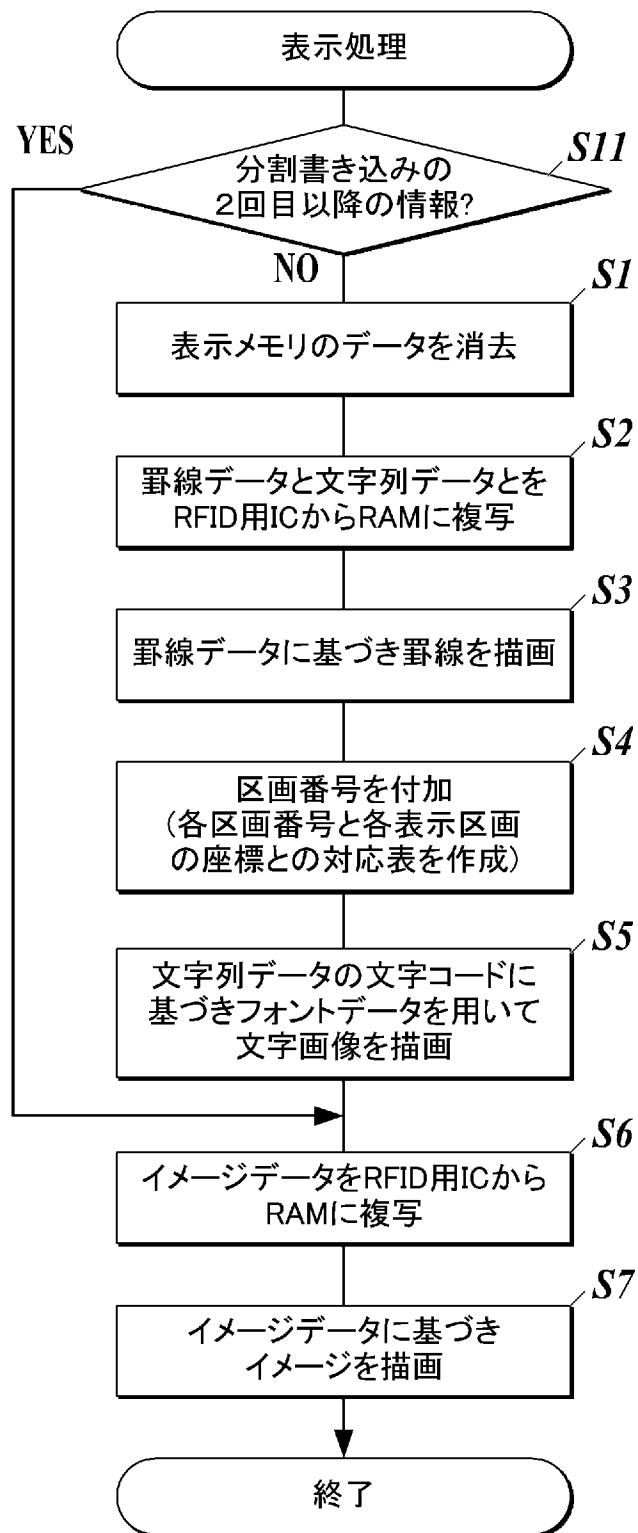 表示処理
YES
S11
分割書き込みの
2回目以降の情報?
NO
S1
表示メモリのデータを消去
S2
罫線データと文字列データとを
RFID用ICからRAMに複写
S3
罫線データに基づき罫線を描画
S4
区画番号を付加
(各区画番号と各表示区画
の座標との対応表を作成)
S5
文字列データの文字コードに
基づきフォントデータを用いて
文字画像を描画
S6
イメージデータをRFID用ICから
RAMに複写
S7
イメージデータに基づき
イメージを描画
終了